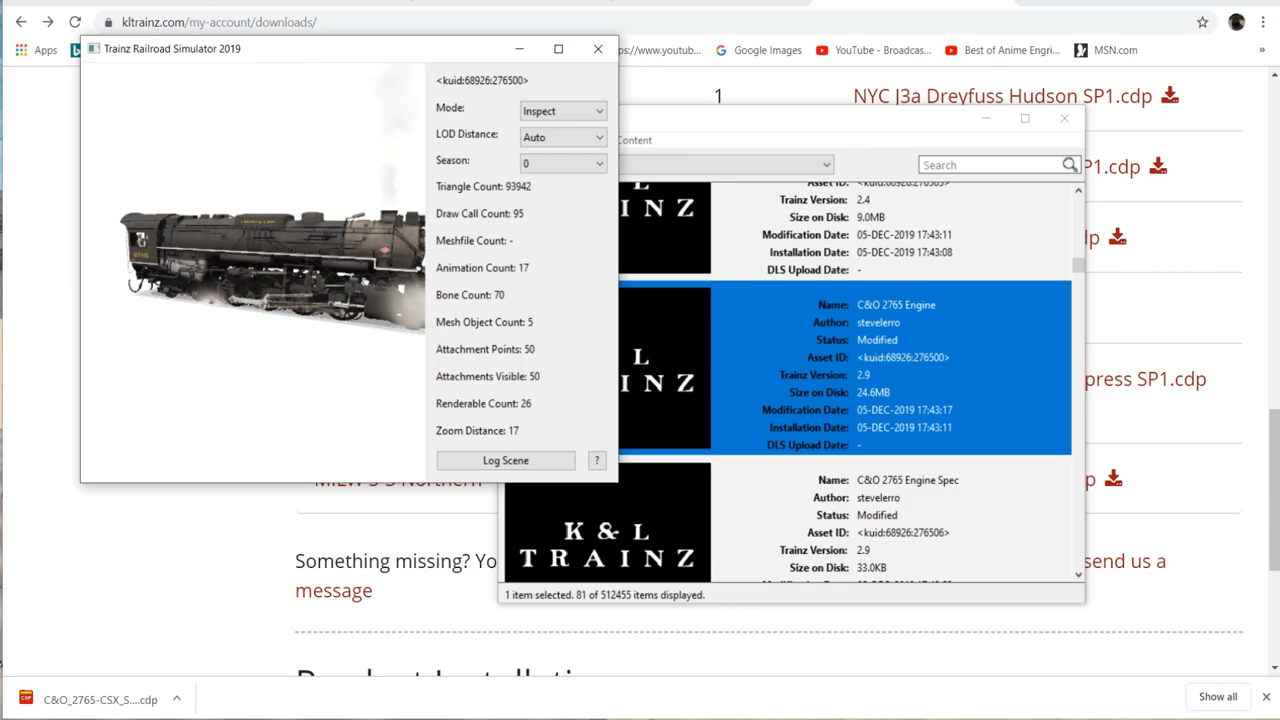 kltrainz.com/my-account/downloads/
Apps
ps://www.youtub...
Google Images
YouTube - Broadcas...
Best of Anime Engri...
MSN.com
»
Trainz Railroad Simulator 2019
<kuid:68926:276500>
Mode: Inspect
LOD Distance: Auto
Season: 0
Triangle Count: 93942
Draw Call Count: 95
Meshfile Count: -
Animation Count: 17
Bone Count: 70
Mesh Object Count: 5
Attachment Points: 50
Attachments Visible: 50
Renderable Count: 26
Zoom Distance: 17
Log Scene ?
1
NYC J3a Dreyfuss Hudson SP1.cdp
P1.cdp
press SP1.cdp
Content
Search
Trainz Version: 2.4
Size on Disk: 9.0MB
Modification Date: 05-DEC-2019 17:43:11
Installation Date: 05-DEC-2019 17:43:08
DLS Upload Date: -
Name: C&O 2765 Engine
Author: stevelerro
Status: Modified
Asset ID: <kuid:68926:276500>
Trainz Version: 2.9
Size on Disk: 24.6MB
Modification Date: 05-DEC-2019 17:43:17
Installation Date: 05-DEC-2019 17:43:11
DLS Upload Date: -
Name: C&O 2765 Engine Spec
Author: stevelerro
Status: Modified
Asset ID: <kuid:68926:276506>
Trainz Version: 2.9
Size on Disk: 33.0KB
K & L
TRAINZ
1 item selected. 81 of 512455 items displayed.
Something missing? Yo
send us a
message
C&O_2765-CSX_S....cdp
Show all